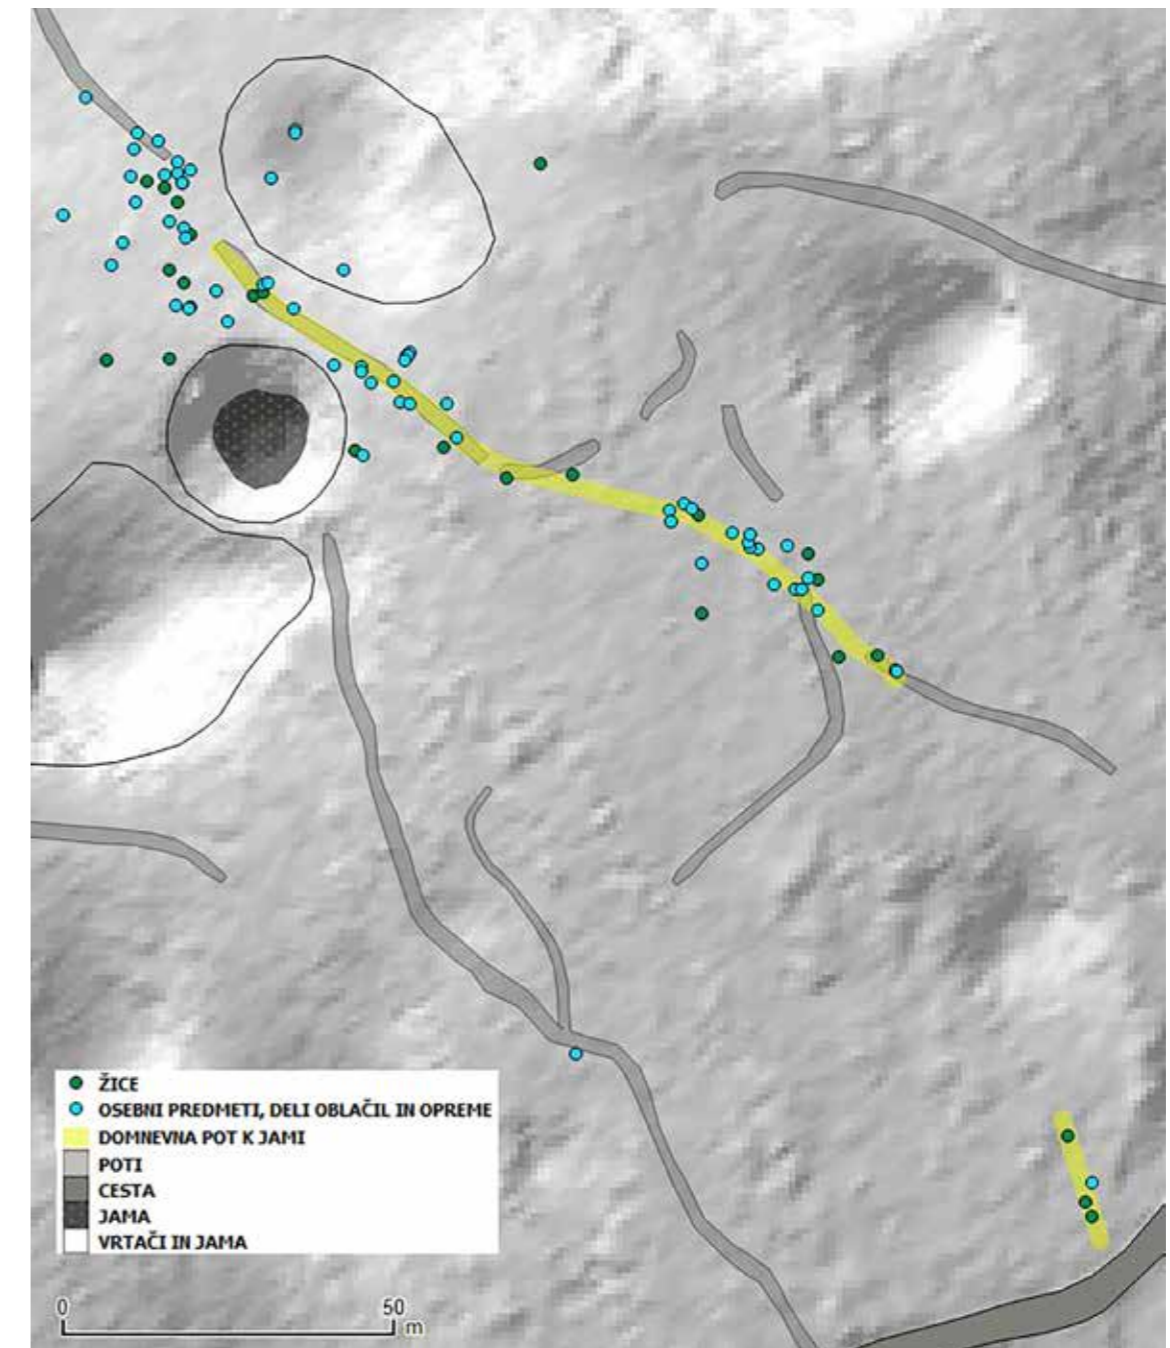 ŽICE
OSEBNI PREDMETI, DELI OBLAČIL IN OPREME
DOMNEVNA POT K JAMI
POTI
CESTA
JAMA
VRTAČI IN JAMA
0 50
m